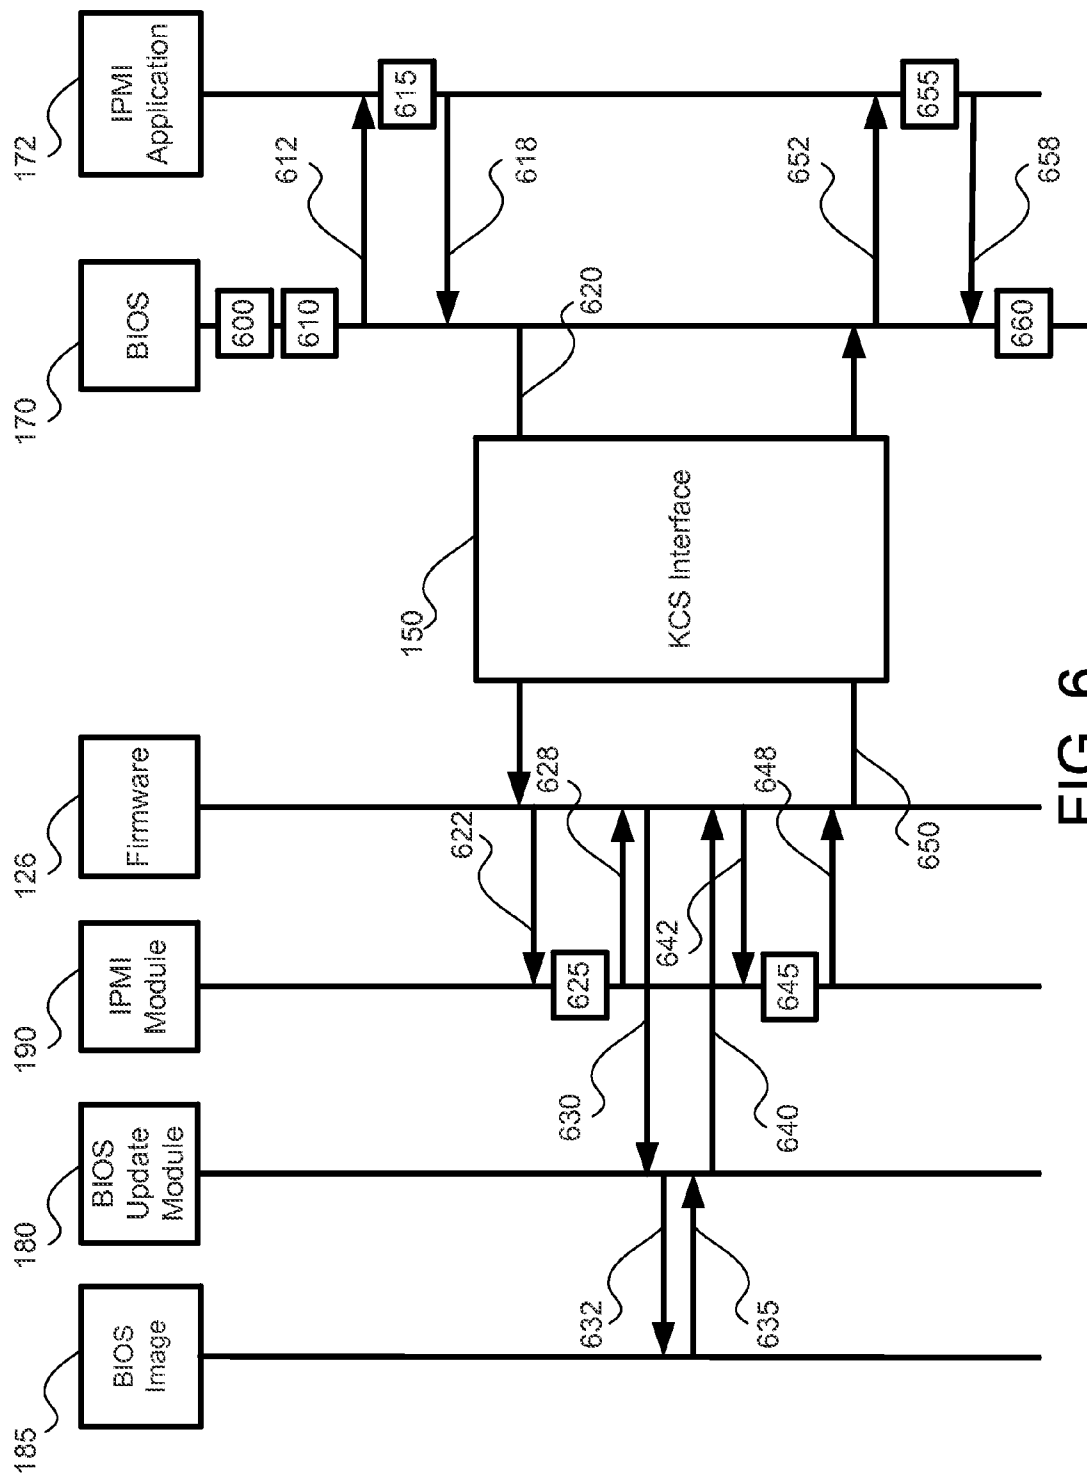 185
BIOS
Image
180
BIOS
Update
Module
190
IPMI
Module
126
Firmware
170
BIOS
172
IPMI
Application
600
610
612
615
618
620
150
KCS Interface
622
625
628
630
632
635
640
642
645
648
650
652
655
658
660
FIG. 6